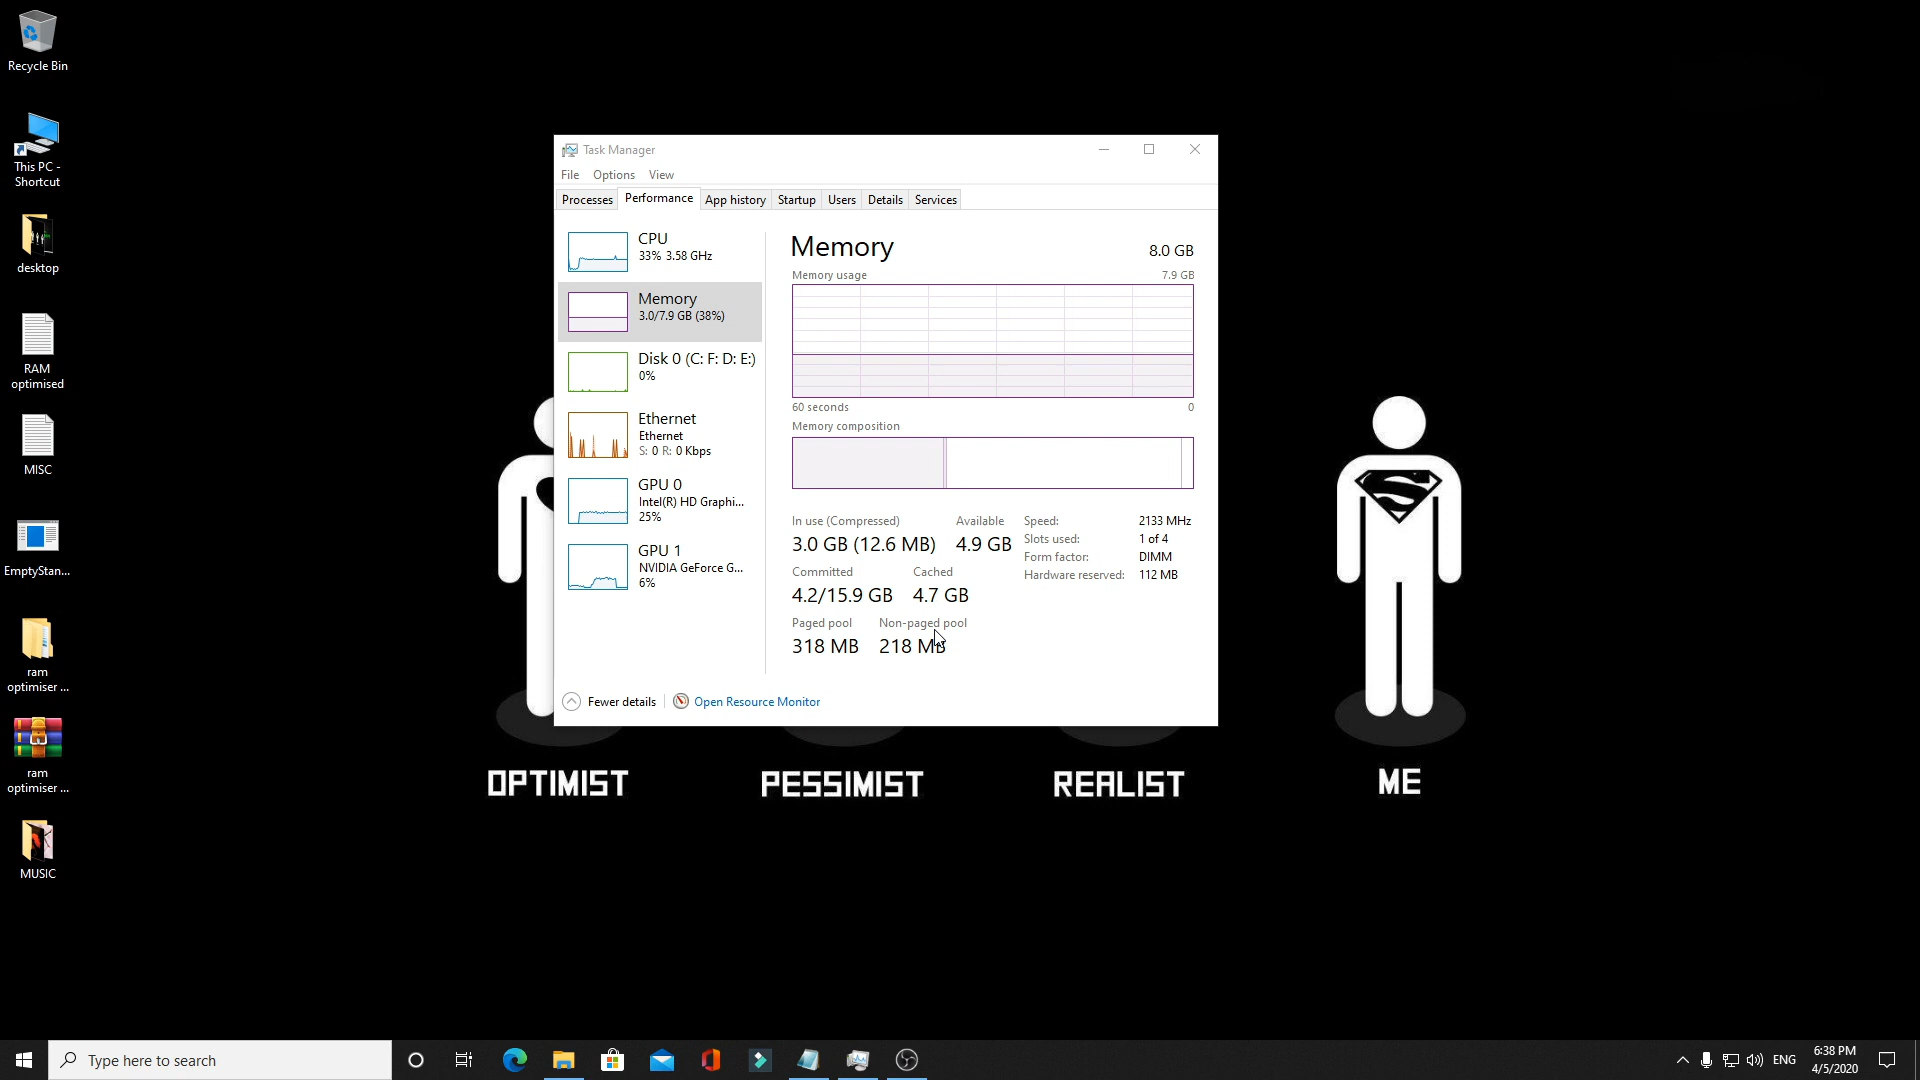 Recycle Bin
This PC -
Shortcut
desktop
RAM
optimised
MISC
EmptyStan...
ram
optimiser ...
ram
optimiser ...
MUSIC
Task Manager
File Options View
Processes Performance App history Startup Users Details Services
CPU
33% 3.58 GHz
Memory
3.0/7.9 GB (38%)
Disk 0 (C: F: D: E:)
0%
Ethernet
Ethernet
S: 0 R: 0 Kbps
GPU 0
Intel(R) HD Graphi...
25%
GPU 1
NVIDIA GeForce G...
6%
Memory 8.0 GB
Memory usage 7.9 GB
60 seconds 0
Memory composition
In use (Compressed) Available
3.0 GB (12.6 MB) 4.9 GB
Committed Cached
4.2/15.9 GB 4.7 GB
Paged pool Non-paged pool
318 MB 218 MB
Speed: 2133 MHz
Slots used: 1 of 4
Form factor: DIMM
Hardware reserved: 112 MB
Fewer details Open Resource Monitor
OPTIMIST PESSIMIST REALIST ME
Type here to search
ENG
6:38 PM
4/5/2020